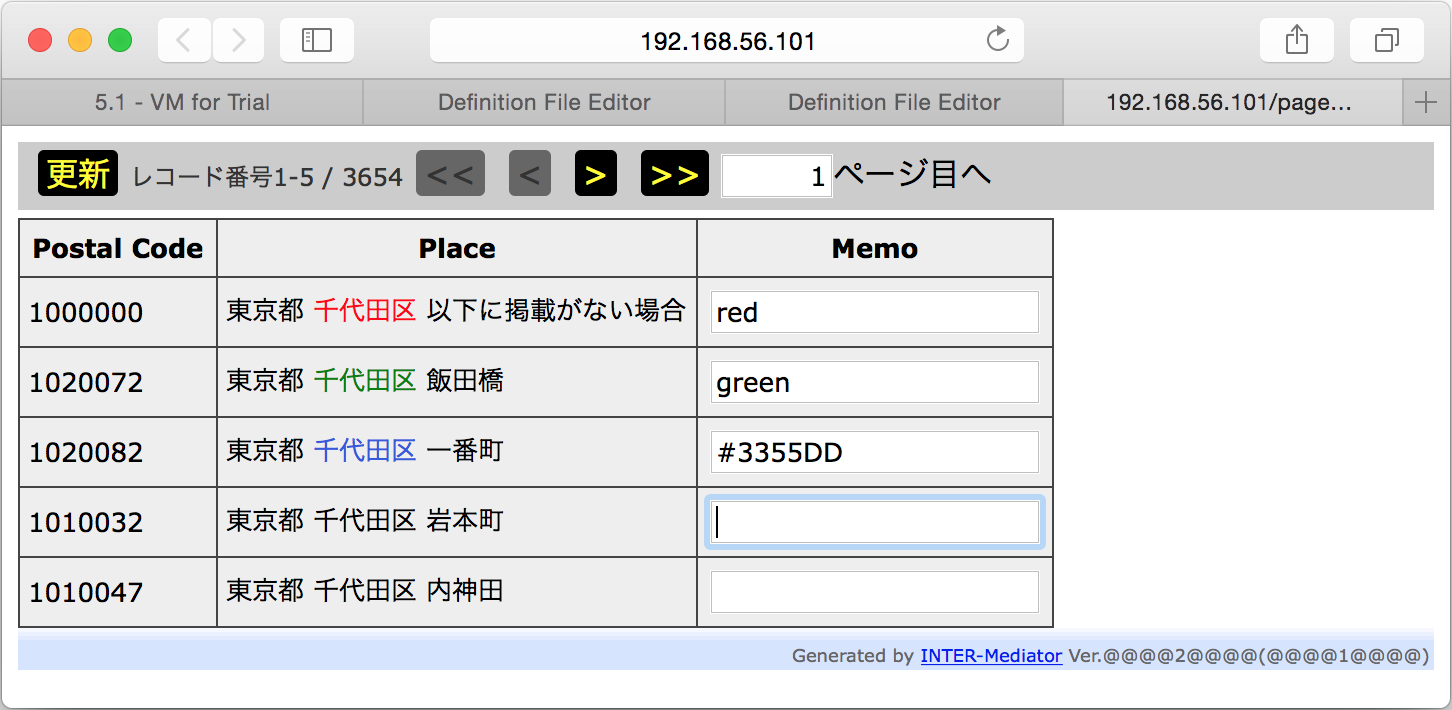 192.168.56.101
5.1 - VM for Trial Definition File Editor Definition File Editor 192.168.56.101/page…
更新 レコード番号1-5 / 3654 << < > >> 1 ページ目へ
Postal Code Place Memo
1000000 東京都 千代田区 以下に掲載がない場合 red
1020072 東京都 千代田区 飯田橋 green
1020082 東京都 千代田区 一番町 #3355DD
1010032 東京都 千代田区 岩本町
1010047 東京都 千代田区 内神田
Generated by INTER-Mediator Ver.@@@@2@@@@(@@@@1@@@@)